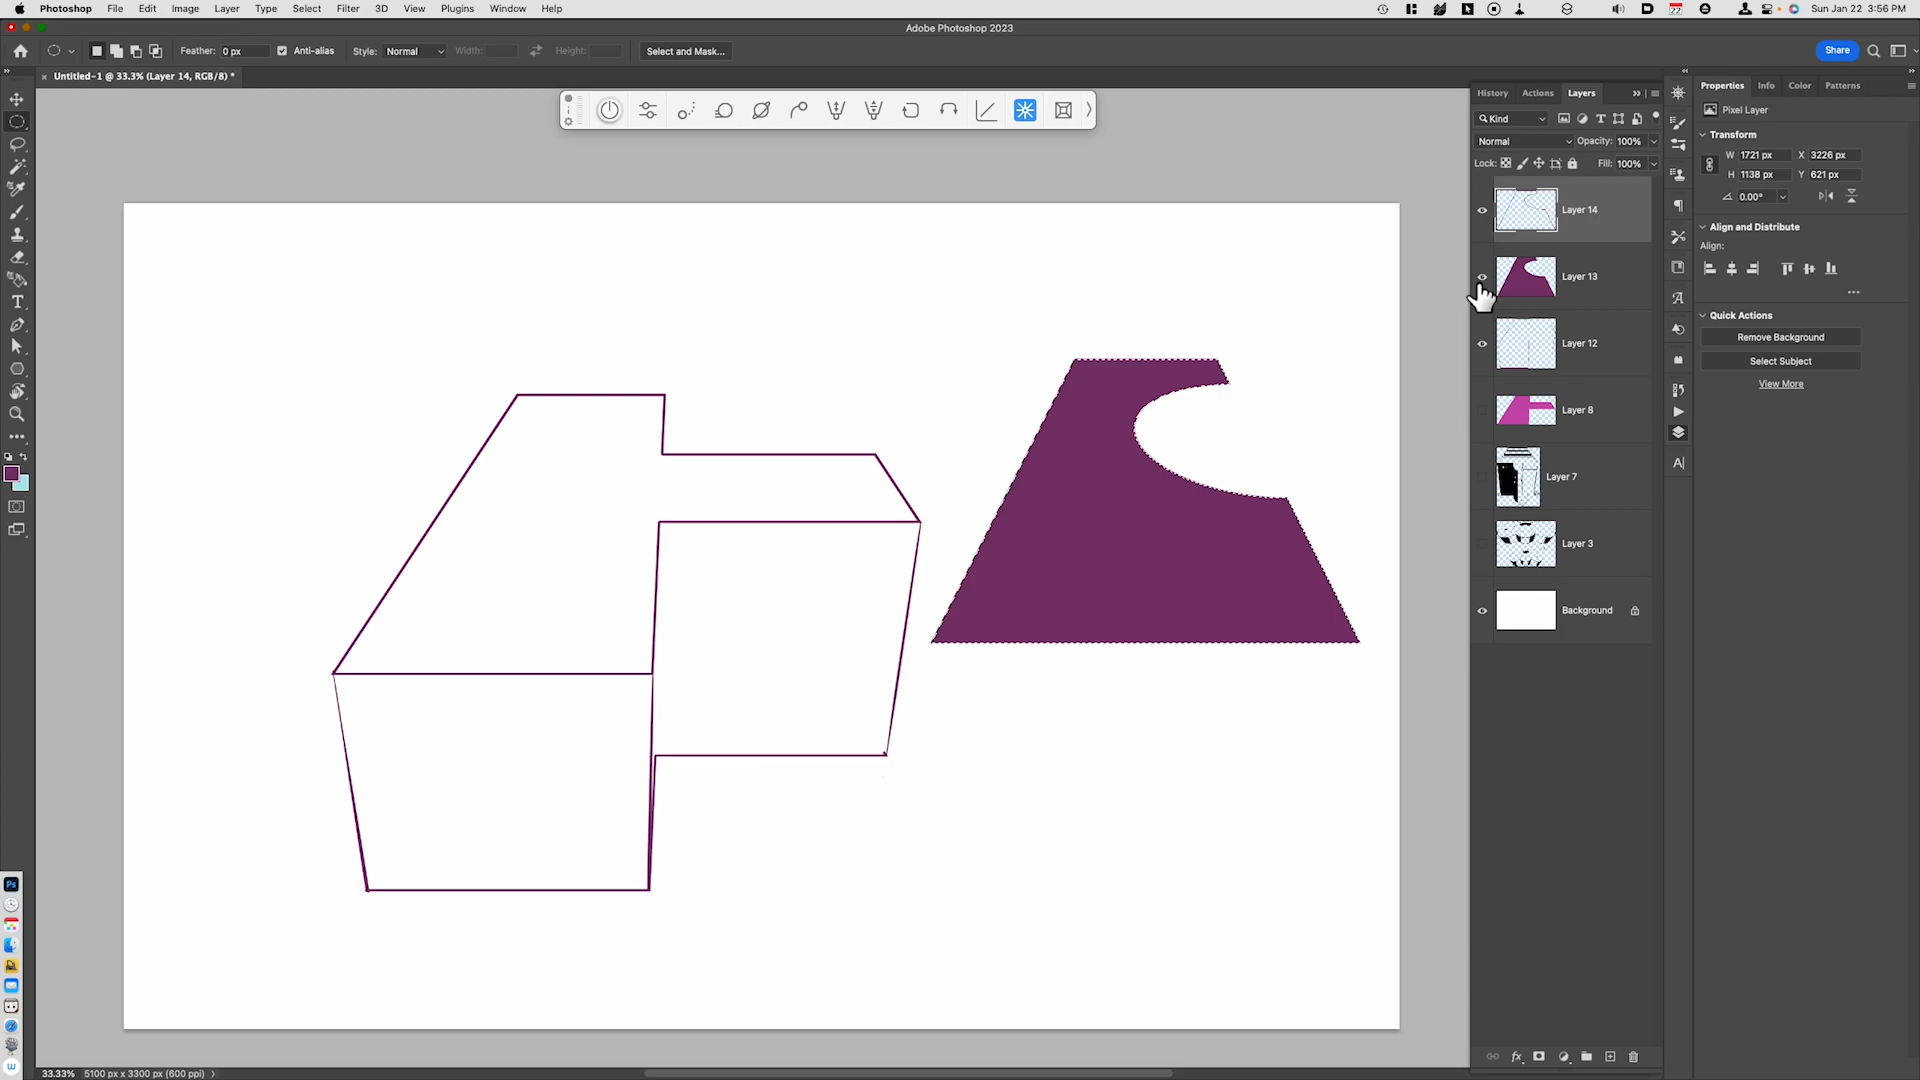 Photoshop File Edit Image Layer Type Select Filter 3D View Plugins Window Help
22
Sun Jan 22 3:56 PM
Adobe Photoshop 2023
Feather: 0 px Anti-alias Style: Normal Width: Height: Select and Mask... Share
× Untitled-1 @ 33.3% (Layer 14, RGB/8) *
History Actions Layers
Kind
Normal Opacity: 100%
Lock: Fill: 100%
Layer 14
Layer 13
Layer 12
Layer 8
Layer 7
Layer 3
Background
Properties Info Color Patterns
Pixel Layer
Transform
W 1721 px X 3226 px
H 1138 px Y 621 px
0.00°
Align and Distribute
Align:
Quick Actions
Remove Background
Select Subject
View More
Ps
33.33% 5100 px x 3300 px (600 ppi)